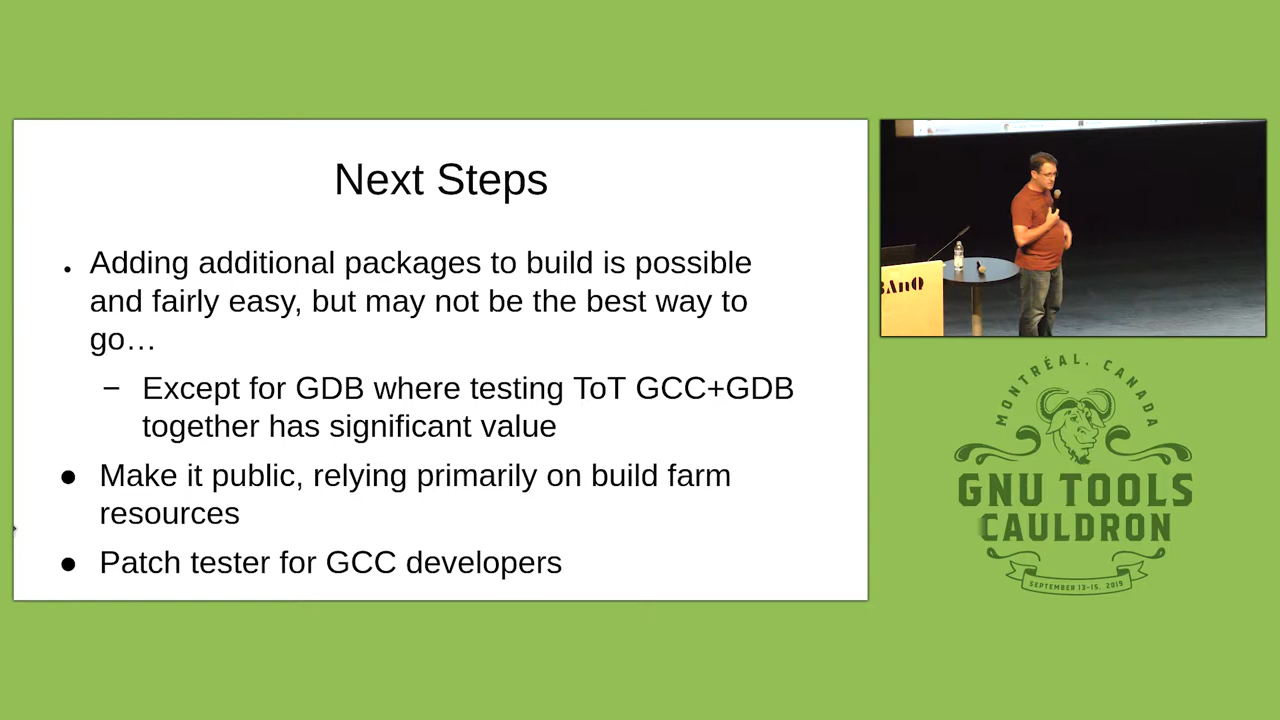 Next Steps
● Adding additional packages to build is possible
and fairly easy, but may not be the best way to
go…
– Except for GDB where testing ToT GCC+GDB
together has significant value
● Make it public, relying primarily on build farm
resources
● Patch tester for GCC developers
BAnQ
MONTRÉAL, CANADA
GNU TOOLS
CAULDRON
SEPTEMBER 13-15, 2019